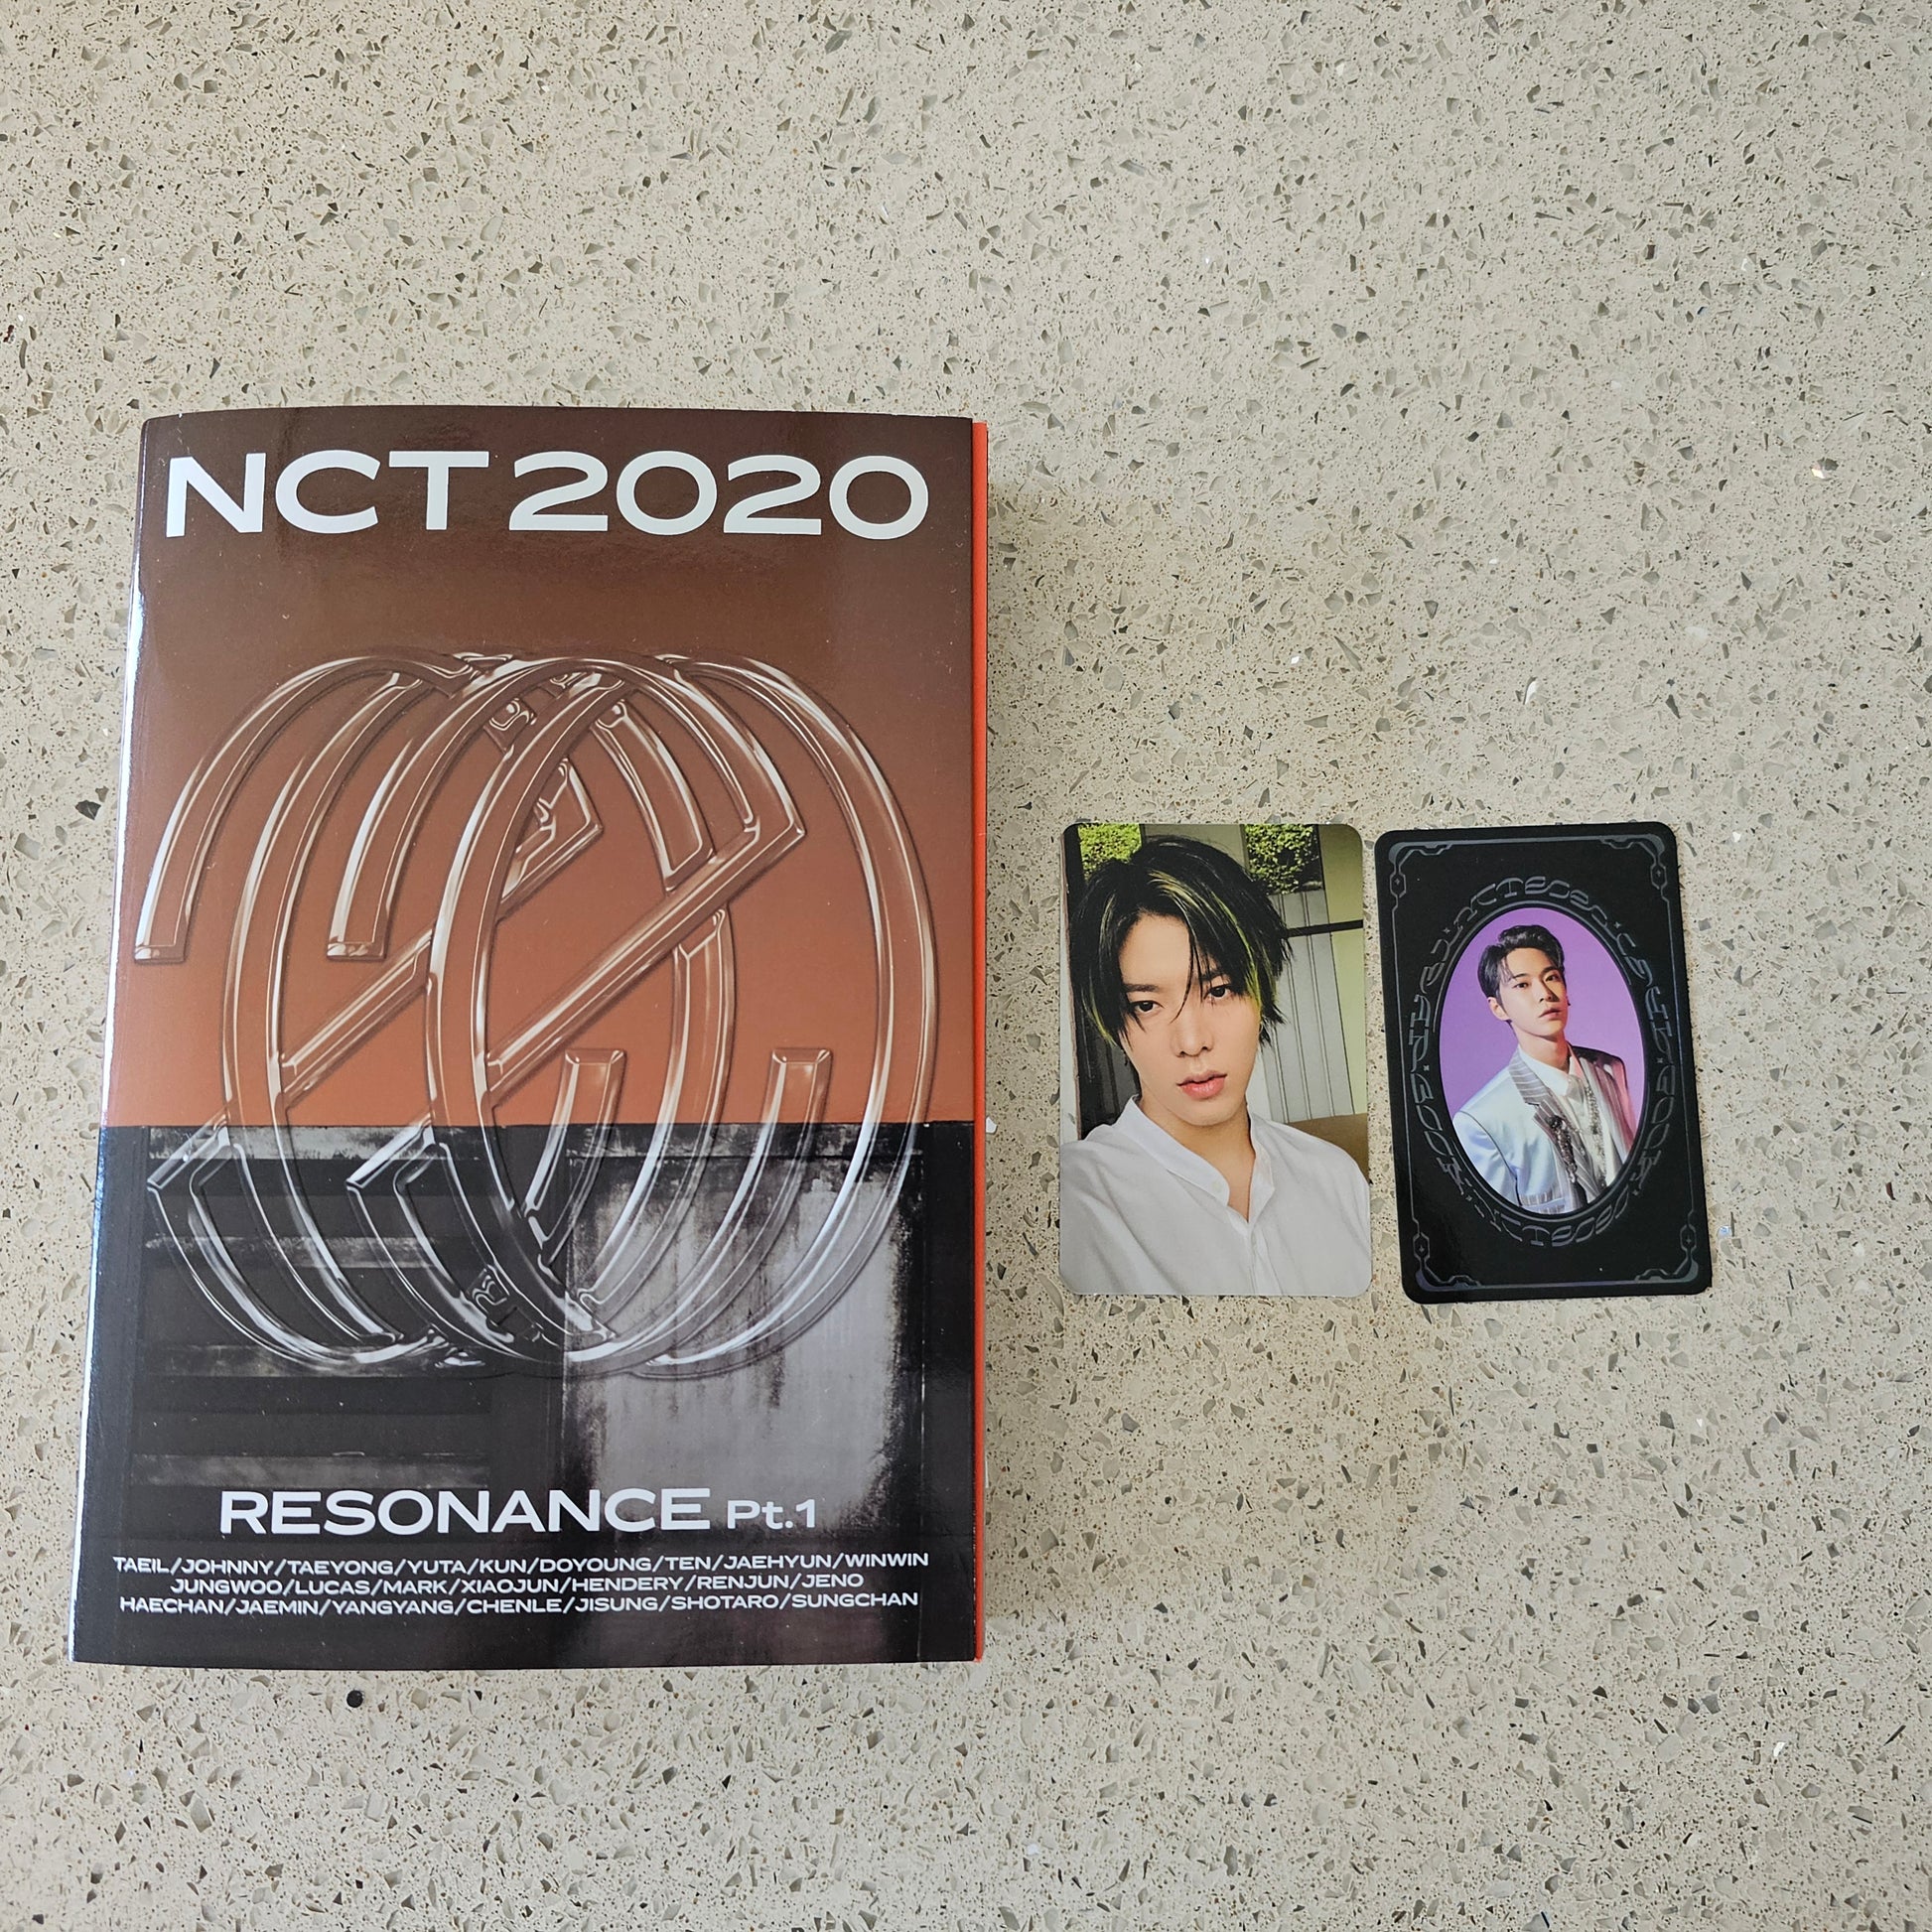 NCT 2020
RESONANCE Pt.1
TAEIL/JOHNNY/TAEYONG/YUTA/KUN/DOYOUNG/TEN/JAEHYUN/WINWIN
JUNGWOO/LUCAS/MARK/XIAOJUN/HENDERY/RENJUN/JENO
HAECHAN/JAEMIN/YANGYANG/CHENLE/JISUNG/SHOTARO/SUNGCHAN